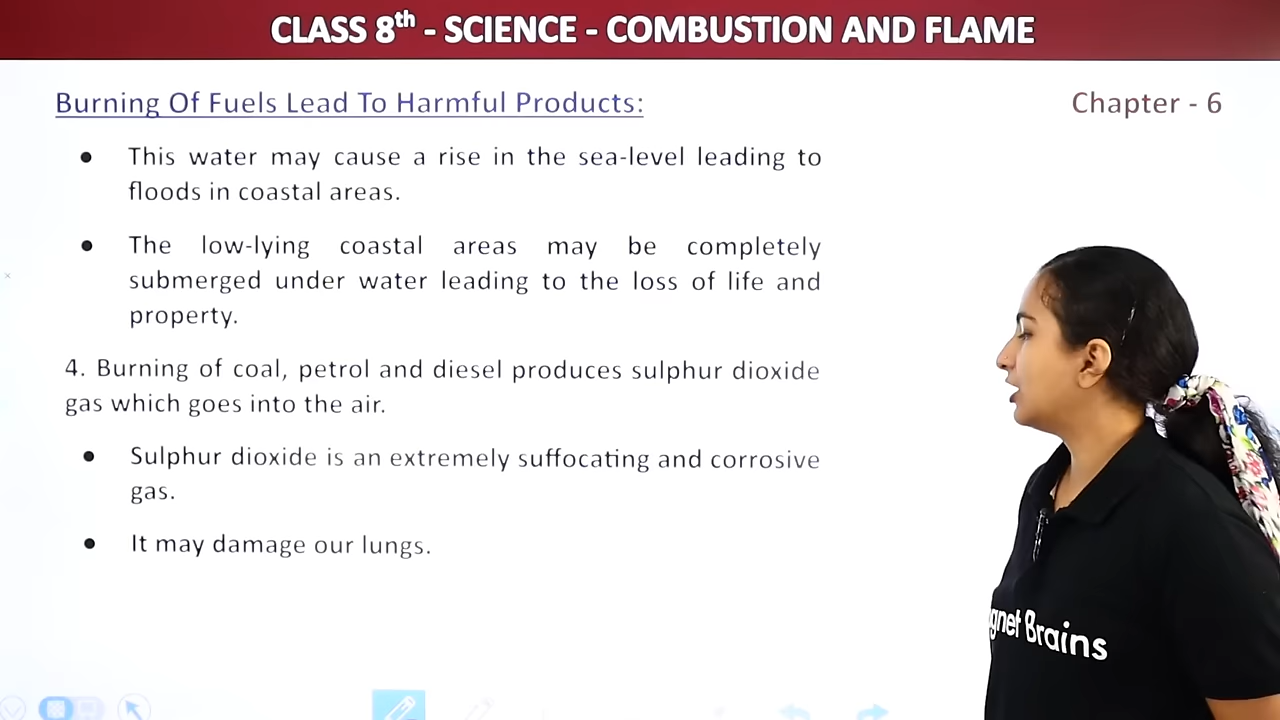 CLASS 8th - SCIENCE - COMBUSTION AND FLAME
Burning Of Fuels Lead To Harmful Products:
Chapter - 6
• This water may cause a rise in the sea-level leading to
floods in coastal areas.
• The low-lying coastal areas may be completely
submerged under water leading to the loss of life and
property.
4. Burning of coal, petrol and diesel produces sulphur dioxide
gas which goes into the air.
• Sulphur dioxide is an extremely suffocating and corrosive
gas.
• It may damage our lungs.
gnet Brains